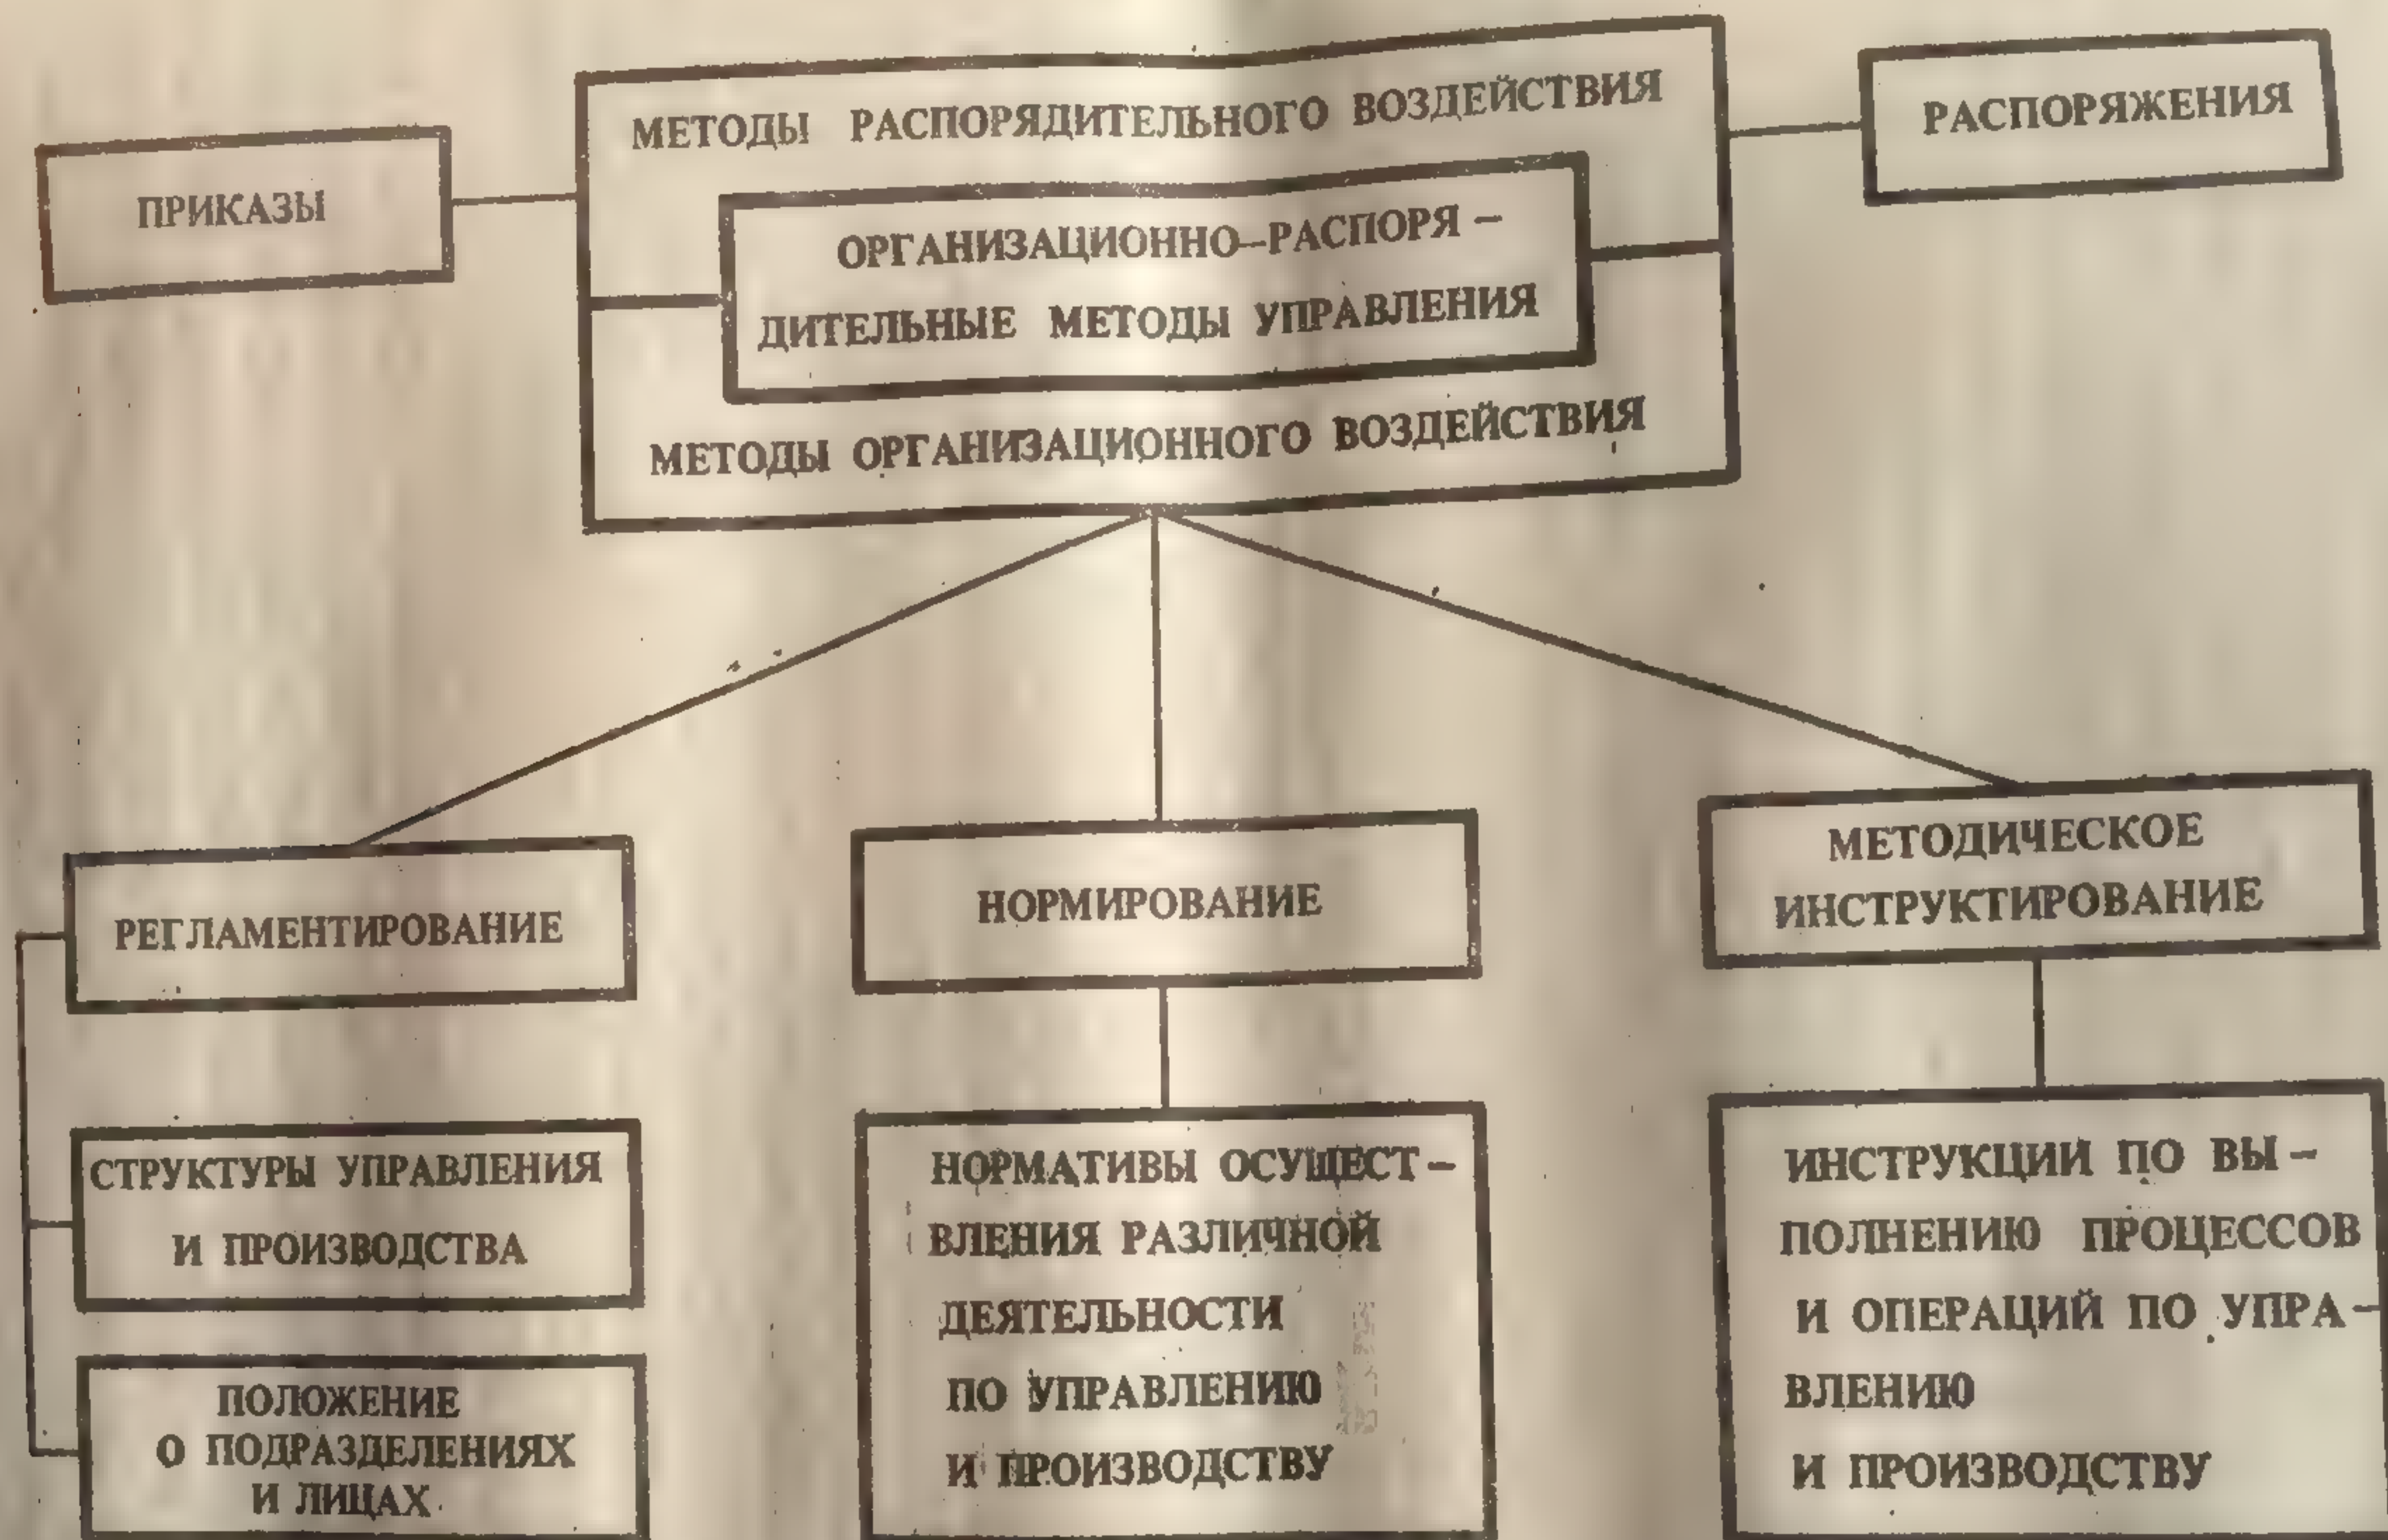 ПРИКАЗЫ
МЕТОДЫ РАСПОРЯДИТЕЛЬНОГО ВОЗДЕЙСТВИЯ
ОРГАНИЗАЦИОННО-РАСПОРЯ-
ДИТЕЛЬНЫЕ МЕТОДЫ УПРАВЛЕНИЯ
МЕТОДЫ ОРГАНИЗАЦИОННОГО ВОЗДЕЙСТВИЯ
РАСПОРЯЖЕНИЯ
РЕГЛАМЕНТИРОВАНИЕ
СТРУКТУРЫ УПРАВЛЕНИЯ
И ПРОИЗВОДСТВА
ПОЛОЖЕНИЕ
О ПОДРАЗДЕЛЕНИЯХ
И ЛИЦАХ
НОРМИРОВАНИЕ
НОРМАТИВЫ ОСУЩЕСТ-
ВЛЕНИЯ РАЗЛИЧНОЙ
ДЕЯТЕЛЬНОСТИ
ПО УПРАВЛЕНИЮ
И ПРОИЗВОДСТВУ
МЕТОДИЧЕСКОЕ
ИНСТРУКТИРОВАНИЕ
ИНСТРУКЦИИ ПО ВЫ-
ПОЛНЕНИЮ ПРОЦЕССОВ
И ОПЕРАЦИЙ ПО УПРА-
ВЛЕНИЮ
И ПРОИЗВОДСТВУ